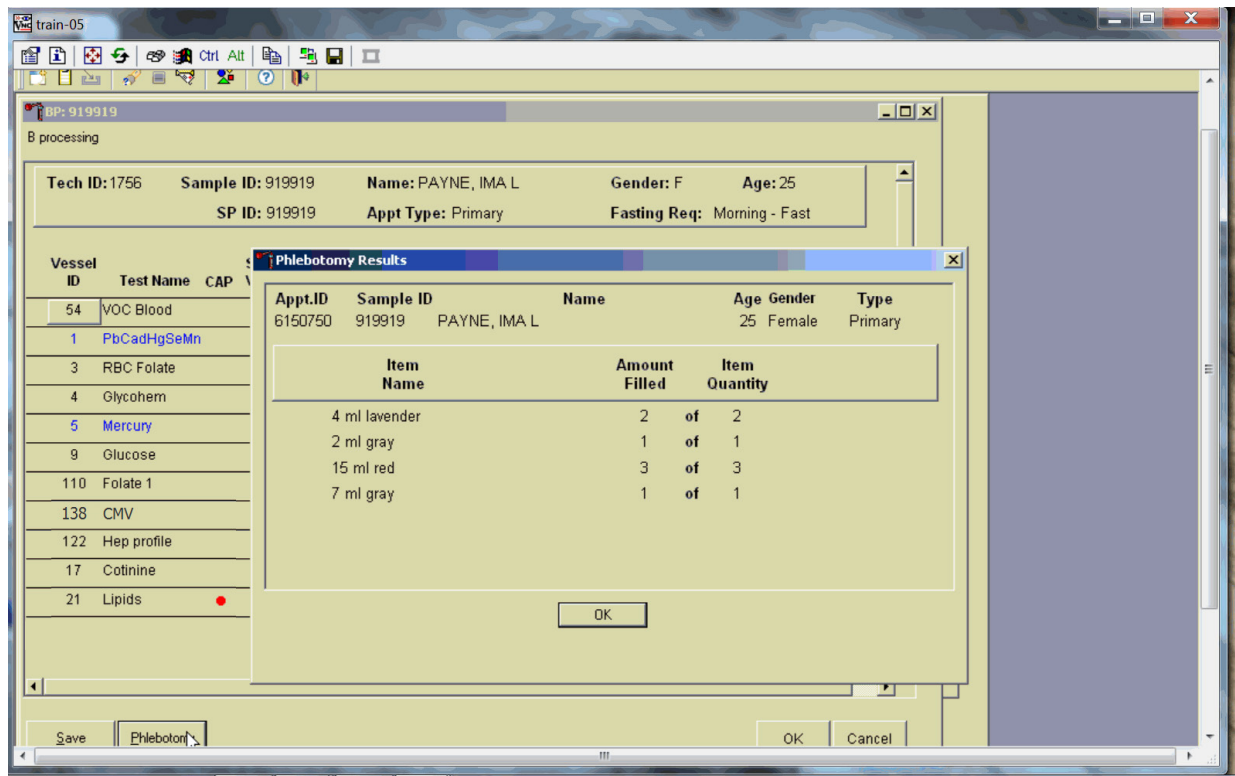 train-05
Ctrl Alt
BP: 919919
B processing
Tech ID: 1756 Sample ID: 919919 Name: PAYNE, IMA L Gender: F Age: 25
SP ID: 919919 Appt Type: Primary Fasting Req: Morning - Fast
Vessel ID Test Name CAP
54 VOC Blood
1 PbCadHgSeMn
3 RBC Folate
4 Glycohem
5 Mercury
9 Glucose
110 Folate 1
138 CMV
122 Hep profile
17 Cotinine
21 Lipids
Phlebotomy Results
Appt.ID Sample ID Name Age Gender Type
6150750 919919 PAYNE, IMA L 25 Female Primary
Item Name Amount Filled Item Quantity
4 ml lavender 2 of 2
2 ml gray 1 of 1
15 ml red 3 of 3
7 ml gray 1 of 1
OK
Save Phlebotomy OK Cancel